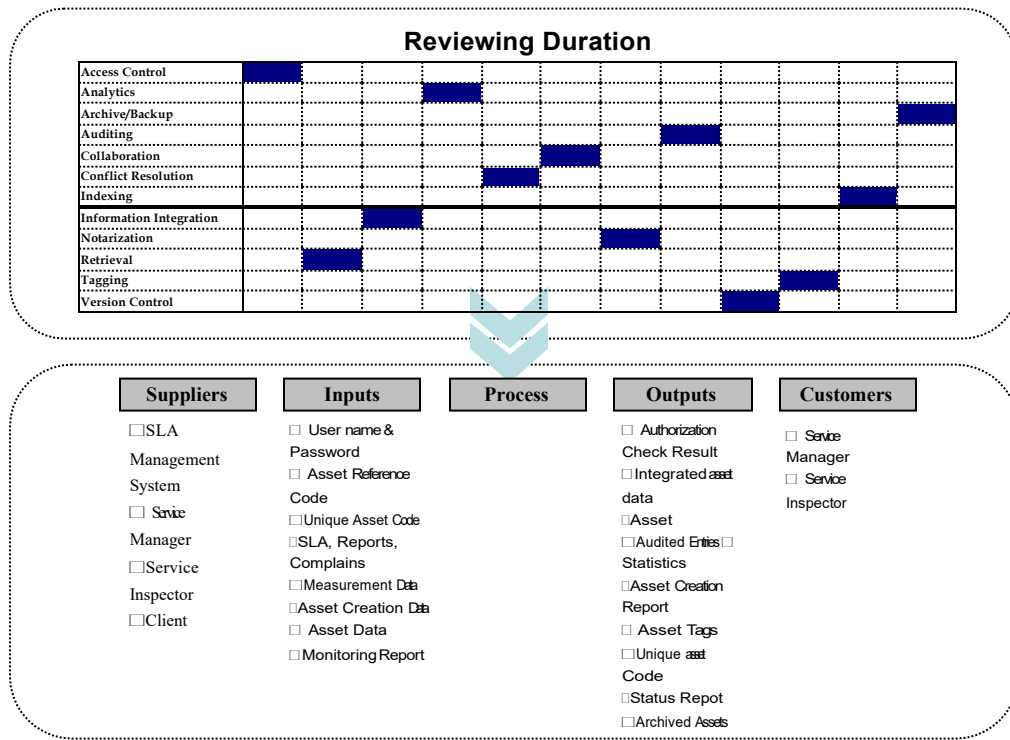 Reviewing Duration
Access Control
Analytics
Archive/Backup
Auditing
Collaboration
Conflict Resolution
Indexing
Information Integration
Notarization
Retrieval
Tagging
Version Control
Suppliers
□SLA
Management
System
□ Service
Manager
□Service
Inspector
□Client
Inputs
□ User name &
Password
□ Asset Reference
Code
□Unique Asset Code
□SLA, Reports,
Complains
□Measurement Data
□Asset Creation Data
□ Asset Data
□Monitoring Report
Process
Outputs
□ Authorization
Check Result
□Integrated asset
data
□Asset
□Audited Entries □
Statistics
□Asset Creation
Report
□ Asset Tags
□Unique asset
Code
□Status Repot
□Archived Assets
Customers
□ Service
Manager
□ Service
Inspector